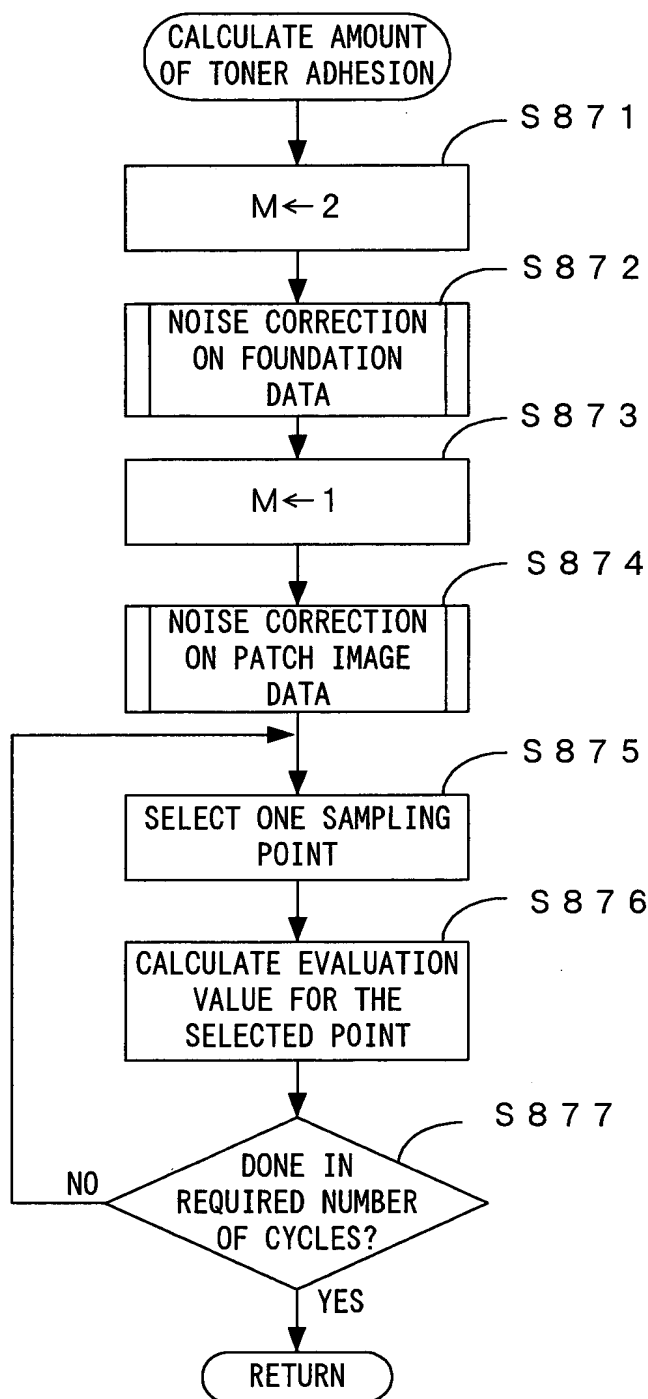 CALCULATE AMOUNT
OF TONER ADHESION
S871
M←2
S872
NOISE CORRECTION
ON FOUNDATION
DATA
S873
M←1
S874
NOISE CORRECTION
ON PATCH IMAGE
DATA
S875
SELECT ONE SAMPLING
POINT
S876
CALCULATE EVALUATION
VALUE FOR THE
SELECTED POINT
S877
DONE IN
REQUIRED NUMBER
OF CYCLES?
NO
YES
RETURN